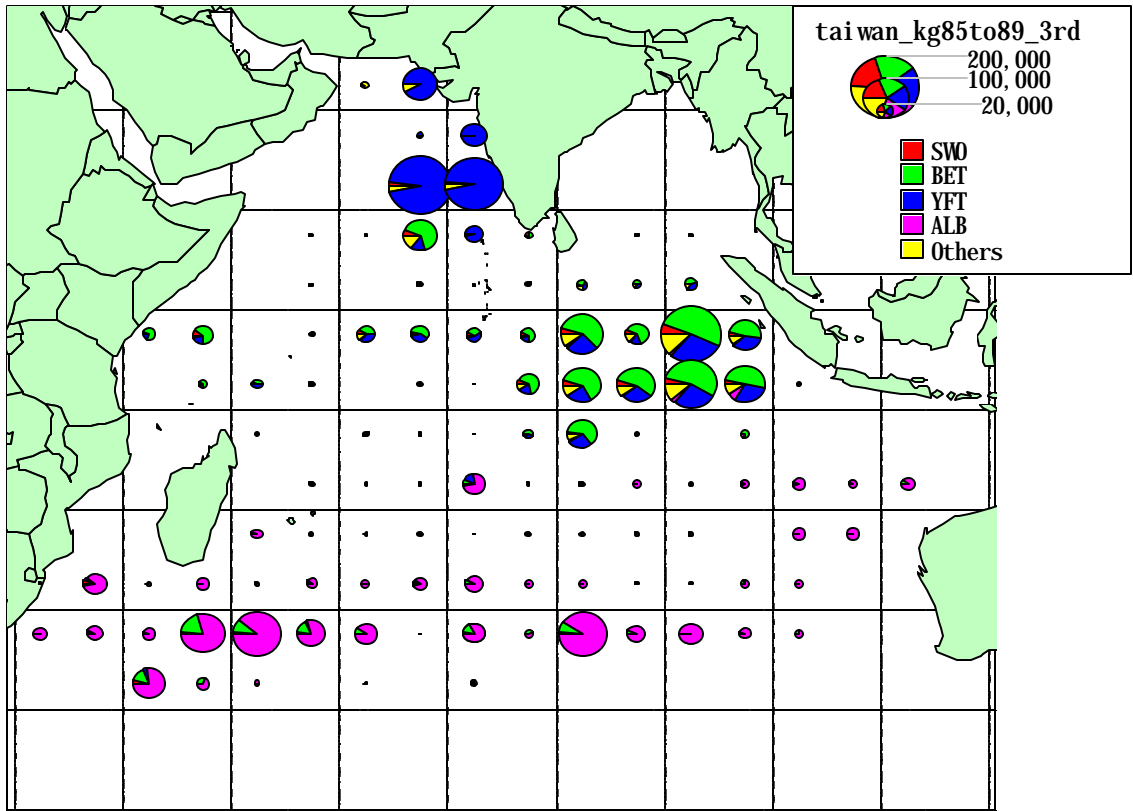 taiwan_kg85to89_3rd
200,000
100,000
20,000
SWO
BET
YFT
ALB
Others